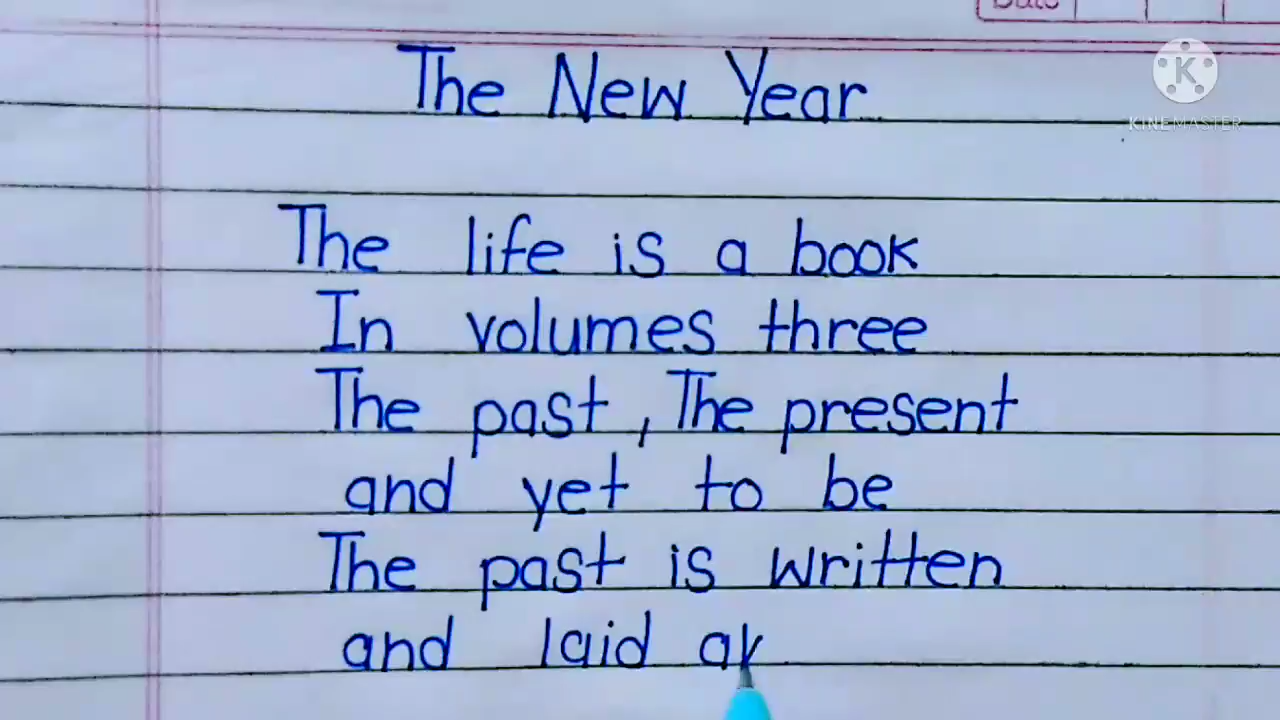 Date
The New Year
KINEMASTER
The life is a book
In volumes three
The past, The present
and yet to be
The past is written
and laid